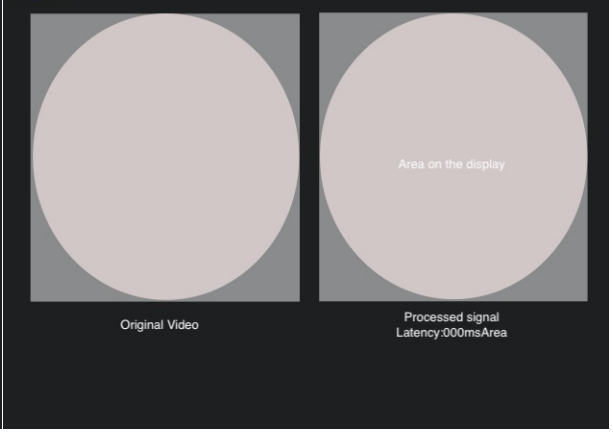 Area on the display
Original Video
Processed signal
Latency:000msArea